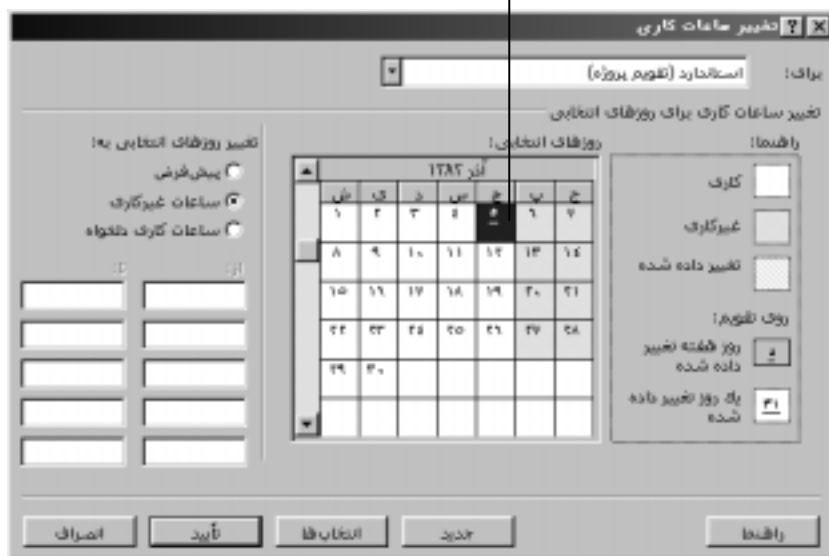 تغییر ساعات کاری
برای: استاندارد (تقویم پروژه)
تغییر ساعات کاری برای روزهای انتخابی
راهنما:
کاری
غیرکاری
تغییر داده شده
روی تقویم:
روز هفته تغییر
داده شده
۳۱ یک روز تغییر داده
شده
روزهای انتخابی:
آذر ۱۳۸۲
ش ی د س چ پ ج
۱ ۲ ۳ ۴ ۵ ۶ ۷
۸ ۹ ۱۰ ۱۱ ۱۲ ۱۳ ۱۴
۱۵ ۱۶ ۱۷ ۱۸ ۱۹ ۲۰ ۲۱
۲۲ ۲۳ ۲۴ ۲۵ ۲۶ ۲۷ ۲۸
۲۹ ۳۰
تغییر روزهای انتخابی به:
پیش‌فرض
ساعات غیرکاری
ساعات کاری دلخواه
از: تا:
راهنما جدید انتخاب‌ها تأیید انصراف